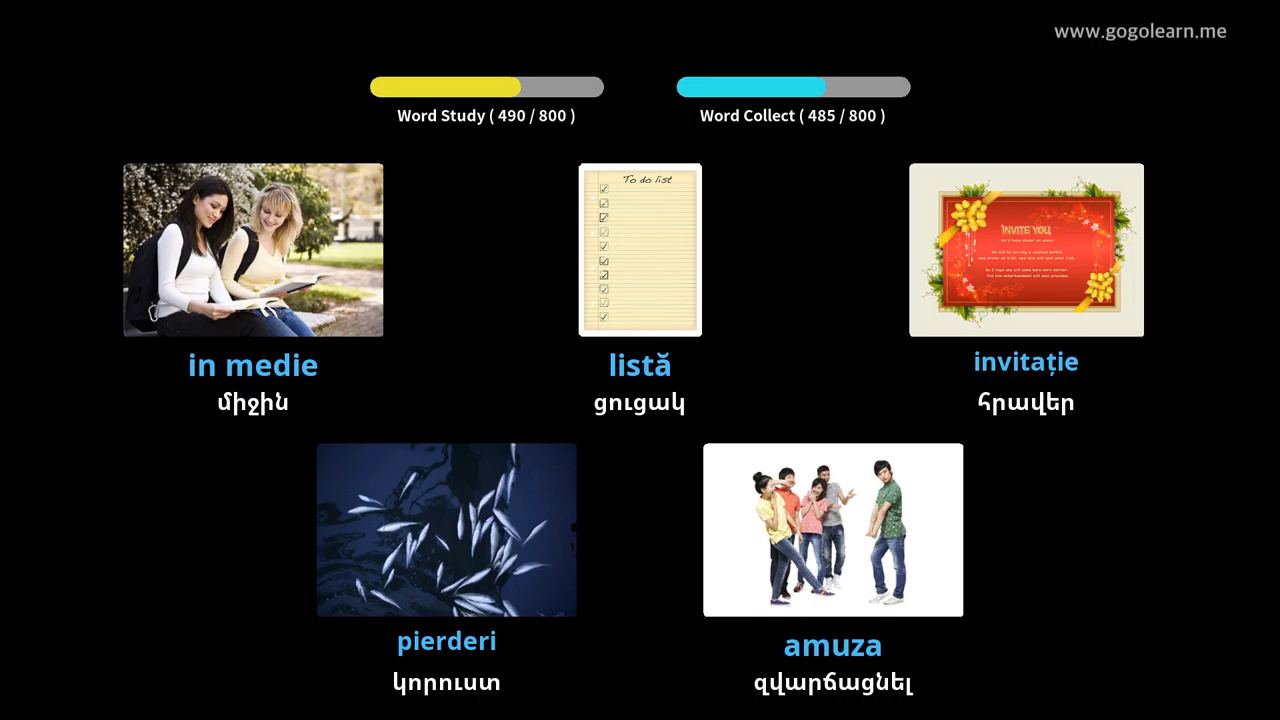 www.gogolearn.me
Word Study ( 490 / 800 )
Word Collect ( 485 / 800 )
To do list
INVITE YOU
in medie
միջին
listă
ցուցակ
invitație
հրավեր
pierderi
կորուստ
amuza
զվարճացնել